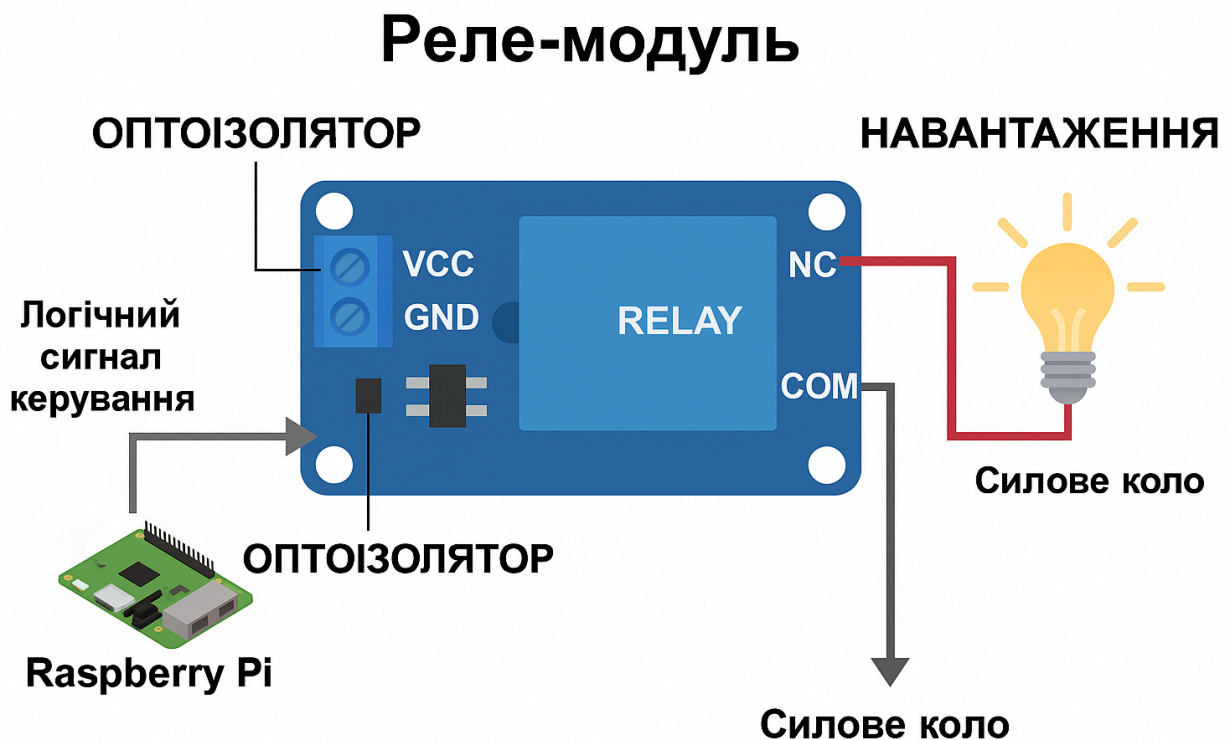 Реле-модуль
ОПТОІЗОЛЯТОР
НАВАНТАЖЕННЯ
VCC
GND
RELAY
NC
COM
Логічний
сигнал
керування
Силове коло
ОПТОІЗОЛЯТОР
Raspberry Pi
Силове коло